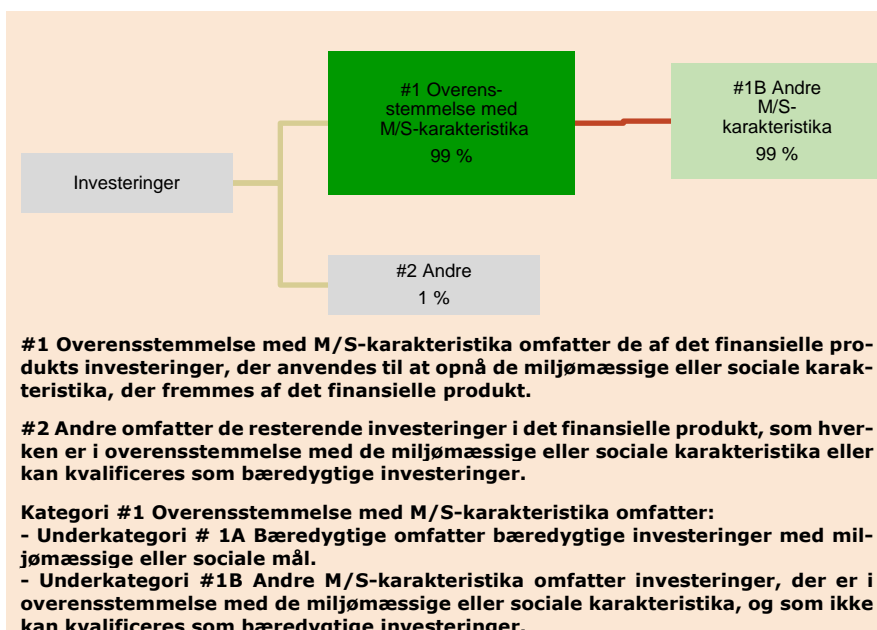 #1 Overens-
stemmelse med
M/S-karakteristika
99 %
#1B Andre
M/S-
karakteristika
99 %
Investeringer
#2 Andre
1 %
#1 Overensstemmelse med M/S-karakteristika omfatter de af det finansielle pro-
dukts investeringer, der anvendes til at opnå de miljømæssige eller sociale karak-
teristika, der fremmes af det finansielle produkt.
#2 Andre omfatter de resterende investeringer i det finansielle produkt, som hver-
ken er i overensstemmelse med de miljømæssige eller sociale karakteristika eller
kan kvalificeres som bæredygtige investeringer.
Kategori #1 Overensstemmelse med M/S-karakteristika omfatter:
- Underkategori # 1A Bæredygtige omfatter bæredygtige investeringer med mil-
jømæssige eller sociale mål.
- Underkategori #1B Andre M/S-karakteristika omfatter investeringer, der er i
overensstemmelse med de miljømæssige eller sociale karakteristika, og som ikke
kan kvalificeres som bæredygtige investeringer.